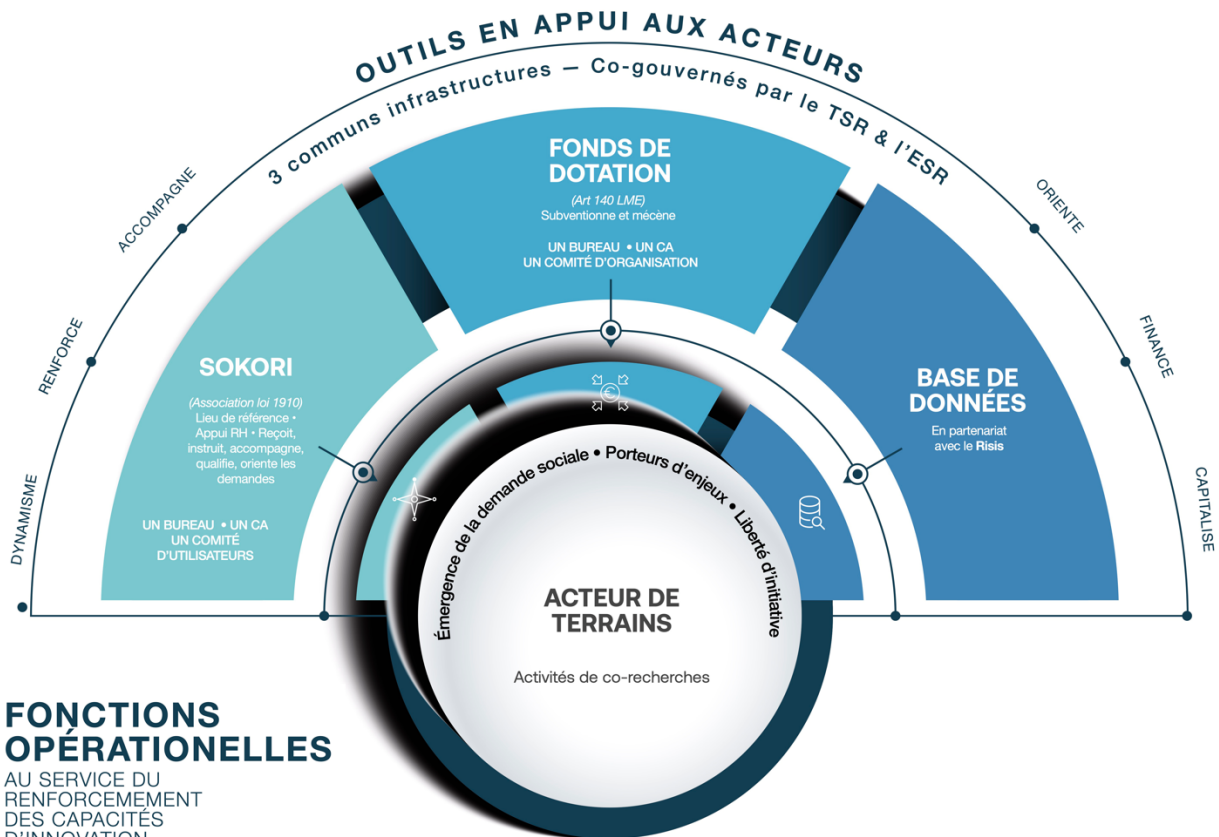 OUTILS EN APPUI AUX ACTEURS
3 communs infrastructures — Co-gouvernés par le TSR & l'ESR
DYNAMISME
RENFORCE
ACCOMPAGNE
ORIENTE
FINANCE
CAPITALISE
FONDS DE
DOTATION
(Art 140 LME)
Subventionne et mécène
UN BUREAU • UN CA
UN COMITÉ D'ORGANISATION
SOKORI
(Association loi 1910)
Lieu de référence •
Appui RH • Reçoit,
instruit, accompagne,
qualifie, oriente les
demandes
UN BUREAU • UN CA
UN COMITÉ
D'UTILISATEURS
BASE DE
DONNÉES
En partenariat
avec le Risis
€
Émergence de la demande sociale • Porteurs d'enjeux • Liberté d'initiative
ACTEUR DE
TERRAINS
Activités de co-recherches
FONCTIONS
OPÉRATIONELLES
AU SERVICE DU
RENFORCEMEMENT
DES CAPACITÉS
D'INNOVATION